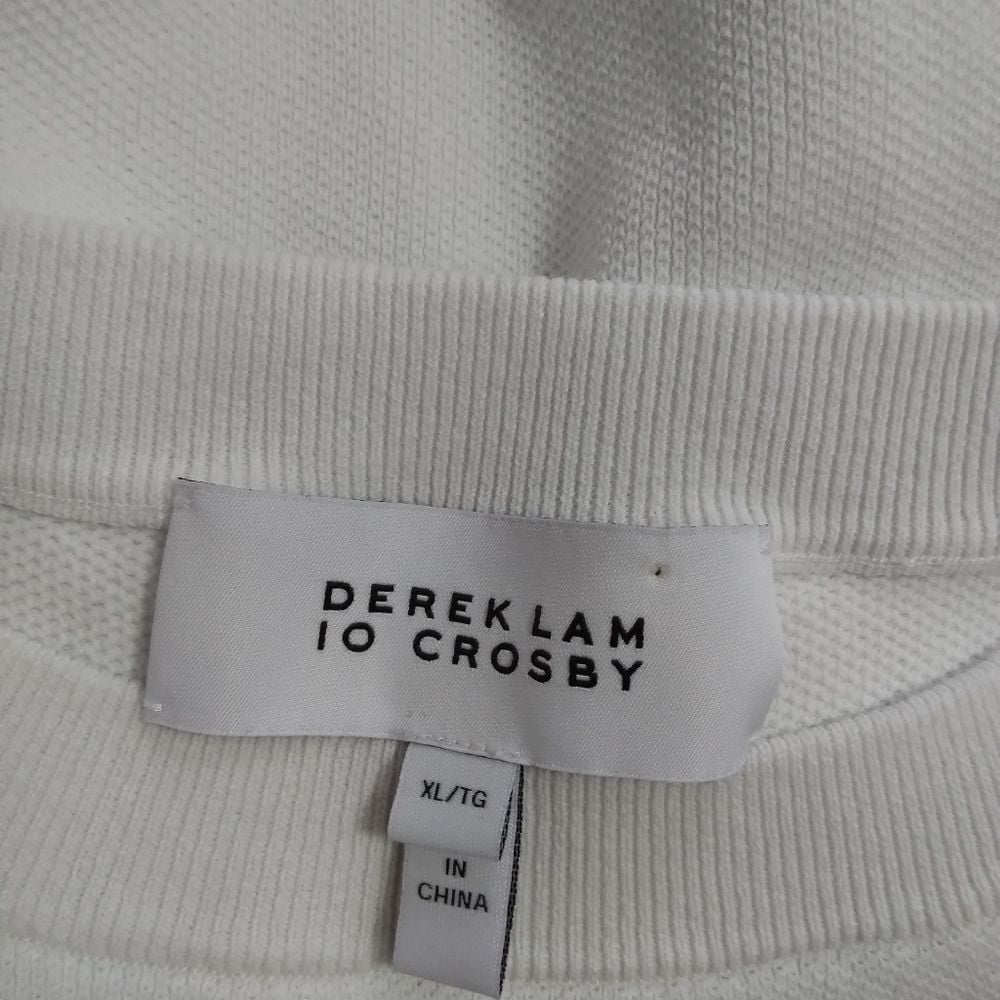 DEREK LAM
10 CROSBY
XL/TG
IN
CHINA